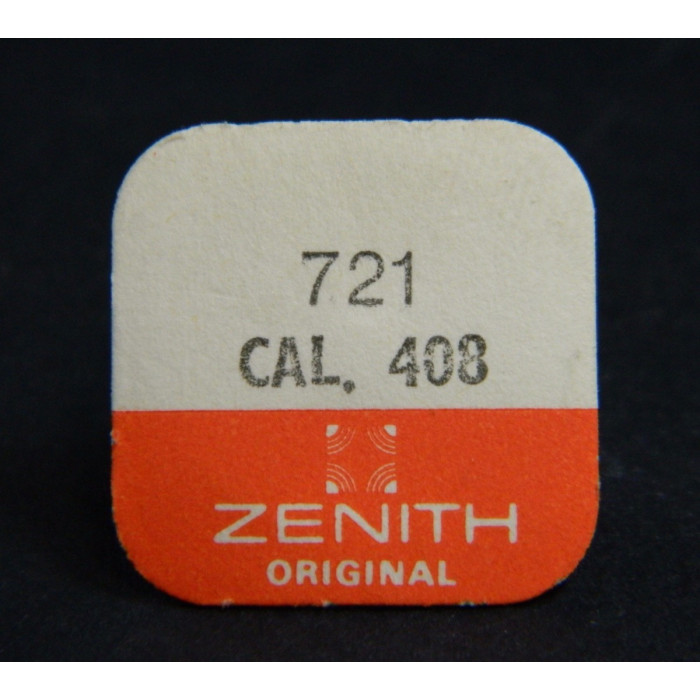 721
CAL. 408
ZENITH
ORIGINAL